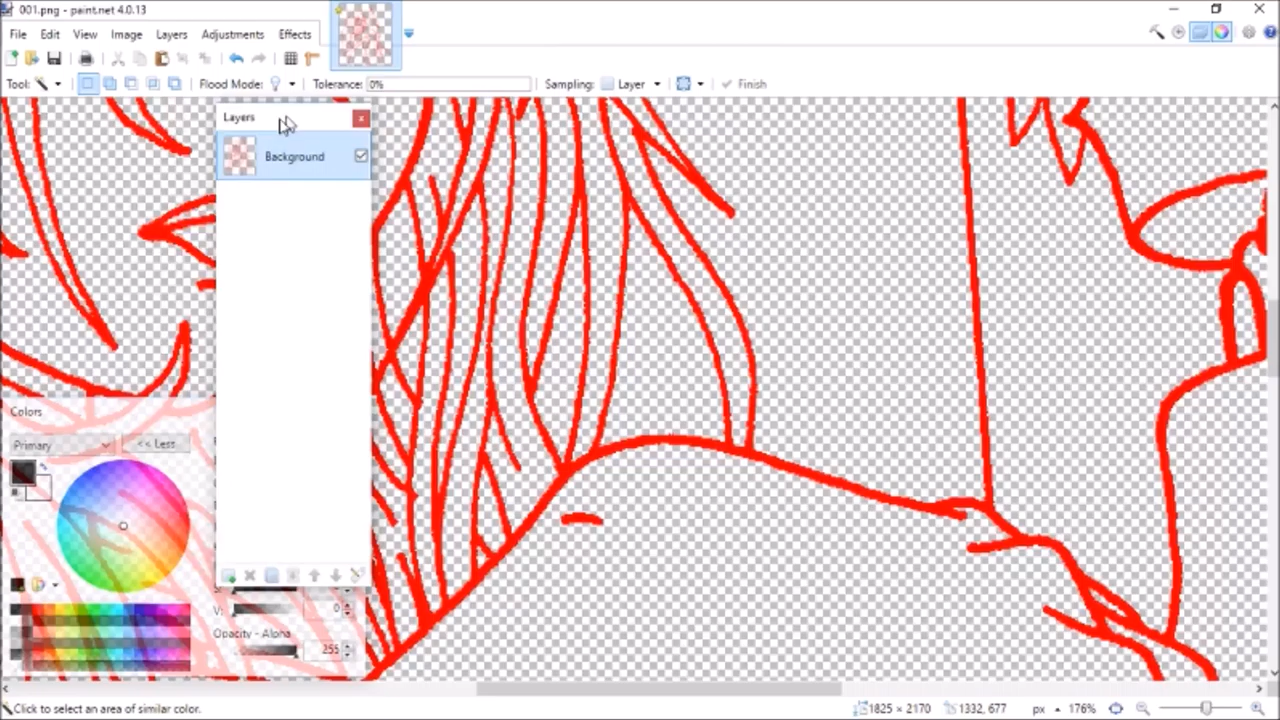 001.png - paint.net 4.0.13
File Edit View Image Layers Adjustments Effects
Tool: Flood Mode: Tolerance: 0% Sampling: Layer Finish
Layers
Background
Colors
Primary << Less
V: 0
Opacity - Alpha
255
Click to select an area of similar color. 1825 × 2170 1332, 677 px 176%